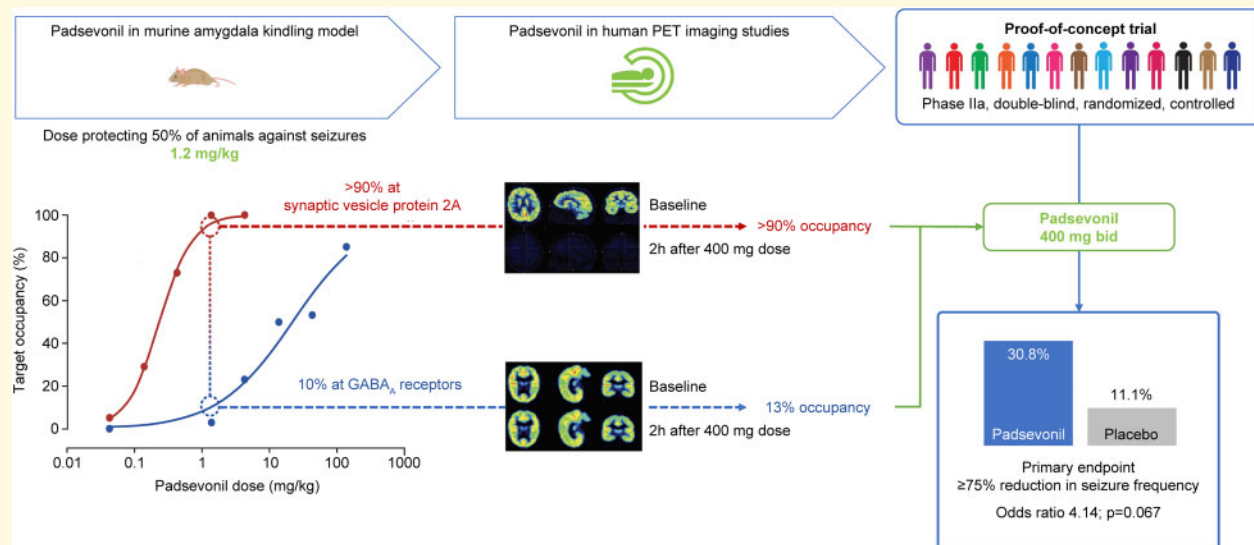 Padsevonil in murine amygdala kindling model
Padsevonil in human PET imaging studies
Proof-of-concept trial
Phase IIa, double-blind, randomized, controlled
Dose protecting 50% of animals against seizures
1.2 mg/kg
Target occupancy (%)
100
80
60
40
20
0
0.01
0.1
1
10
100
1000
Padsevonil dose (mg/kg)
>90% at
synaptic vesicle protein 2A
Baseline
2h after 400 mg dose
>90% occupancy
10% at GABA_A receptors
Baseline
2h after 400 mg dose
13% occupancy
Padsevonil
400 mg bid
30.8%
11.1%
Padsevonil
Placebo
Primary endpoint
≥75% reduction in seizure frequency
Odds ratio 4.14; p=0.067